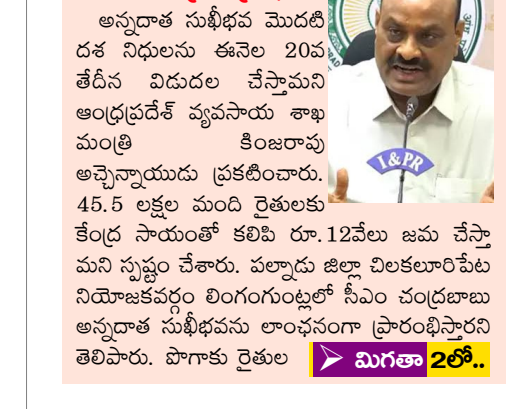 అన్నదాత సుఖీభవ మొదటి
దశ నిధులను ఈనెల 20వ
తేదీన విడుదల చేస్తామని
ఆంధ్రప్రదేశ్ వ్యవసాయ శాఖ
మంత్రి కింజరాపు
అచ్చెన్నాయుడు ప్రకటించారు.
45.5 లక్షల మంది రైతులకు
కేంద్ర సాయంతో కలిపి రూ.12వేలు జమ చేస్తా
మని స్పష్టం చేశారు. పల్నాడు జిల్లా చిలకలూరిపేట
నియోజకవర్గం లింగంగుంట్లలో సీఎం చంద్రబాబు
అన్నదాత సుఖీభవను లాంఛనంగా ప్రారంభిస్తారని
తెలిపారు. పొగాకు రైతుల ➢ మిగతా 2లో..
I&PR